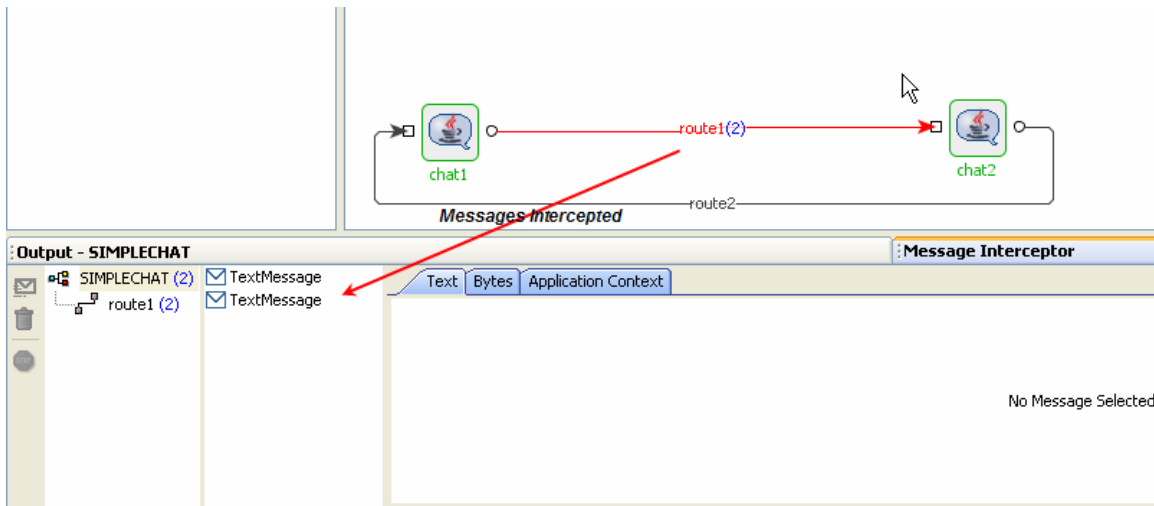 route1(2)
chat1
chat2
route2
Messages Intercepted
Output - SIMPLECHAT
Message Interceptor
SIMPLECHAT (2)
route1 (2)
TextMessage
TextMessage
Text Bytes Application Context
No Message Selected